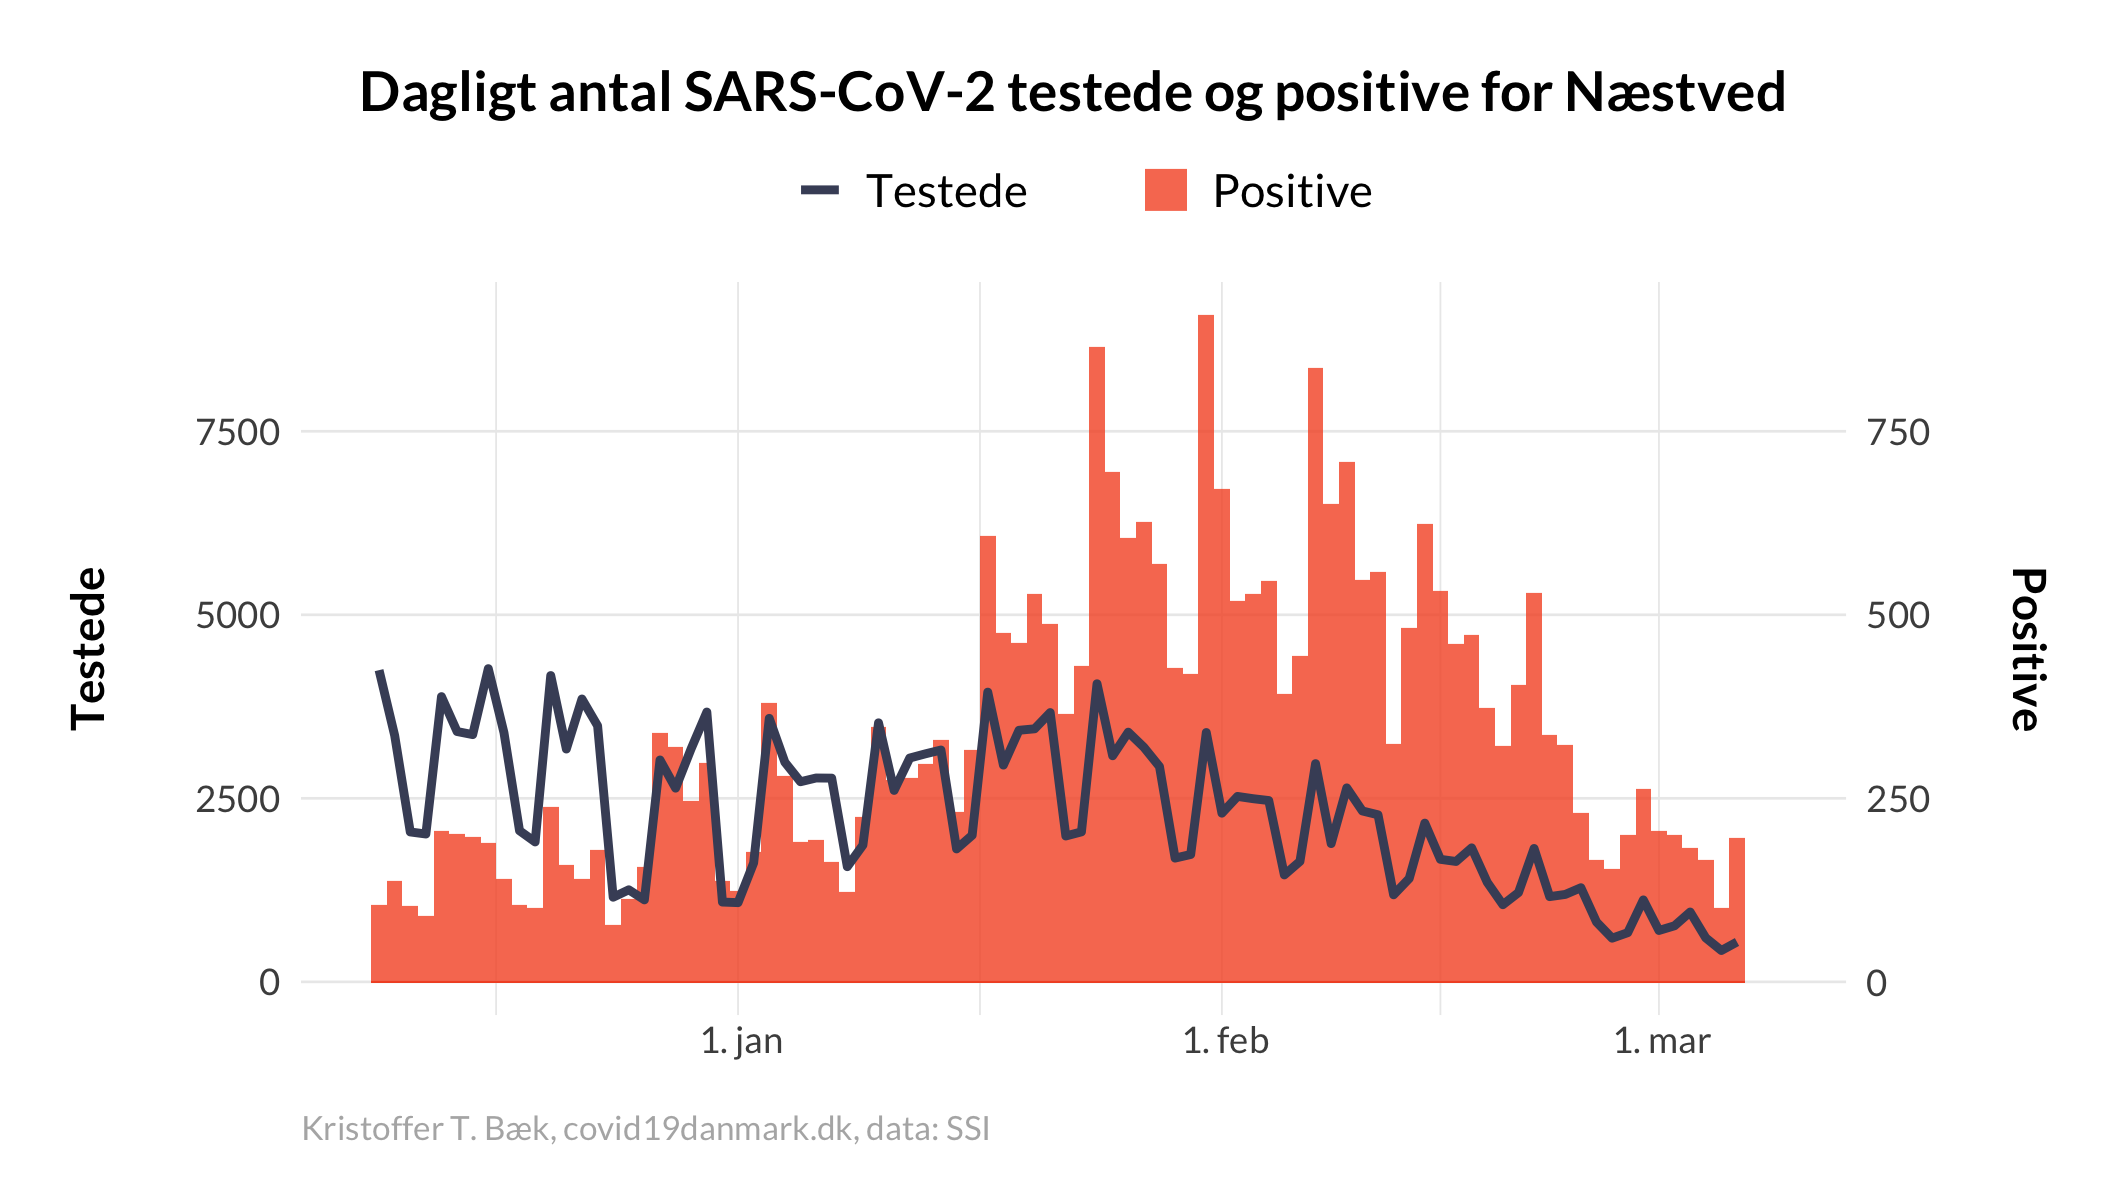 Dagligt antal SARS-CoV-2 testede og positive for Næstved
Testede
Positive
7500
5000
2500
0
750
500
250
0
Testede
Positive
1. jan
1. feb
1. mar
Kristoffer T. Bæk, covid19danmark.dk, data: SSI